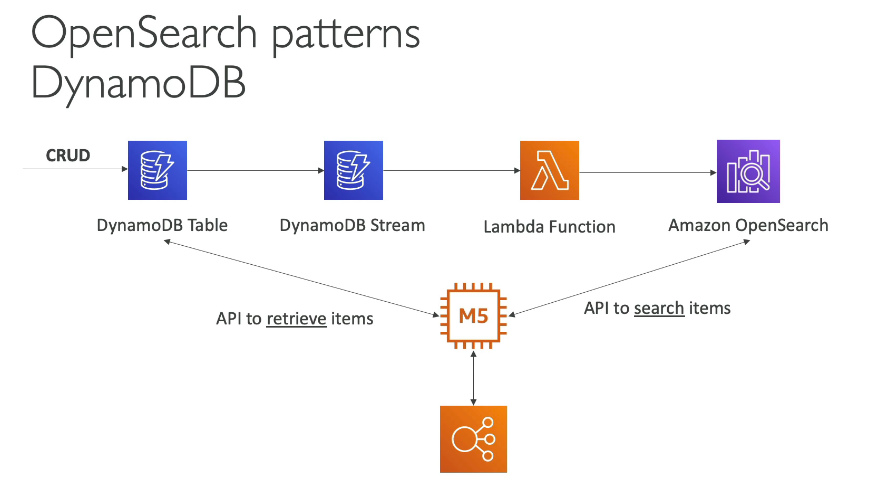 OpenSearch patterns
DynamoDB
CRUD
DynamoDB Table
DynamoDB Stream
Lambda Function
Amazon OpenSearch
M5
API to retrieve items
API to search items